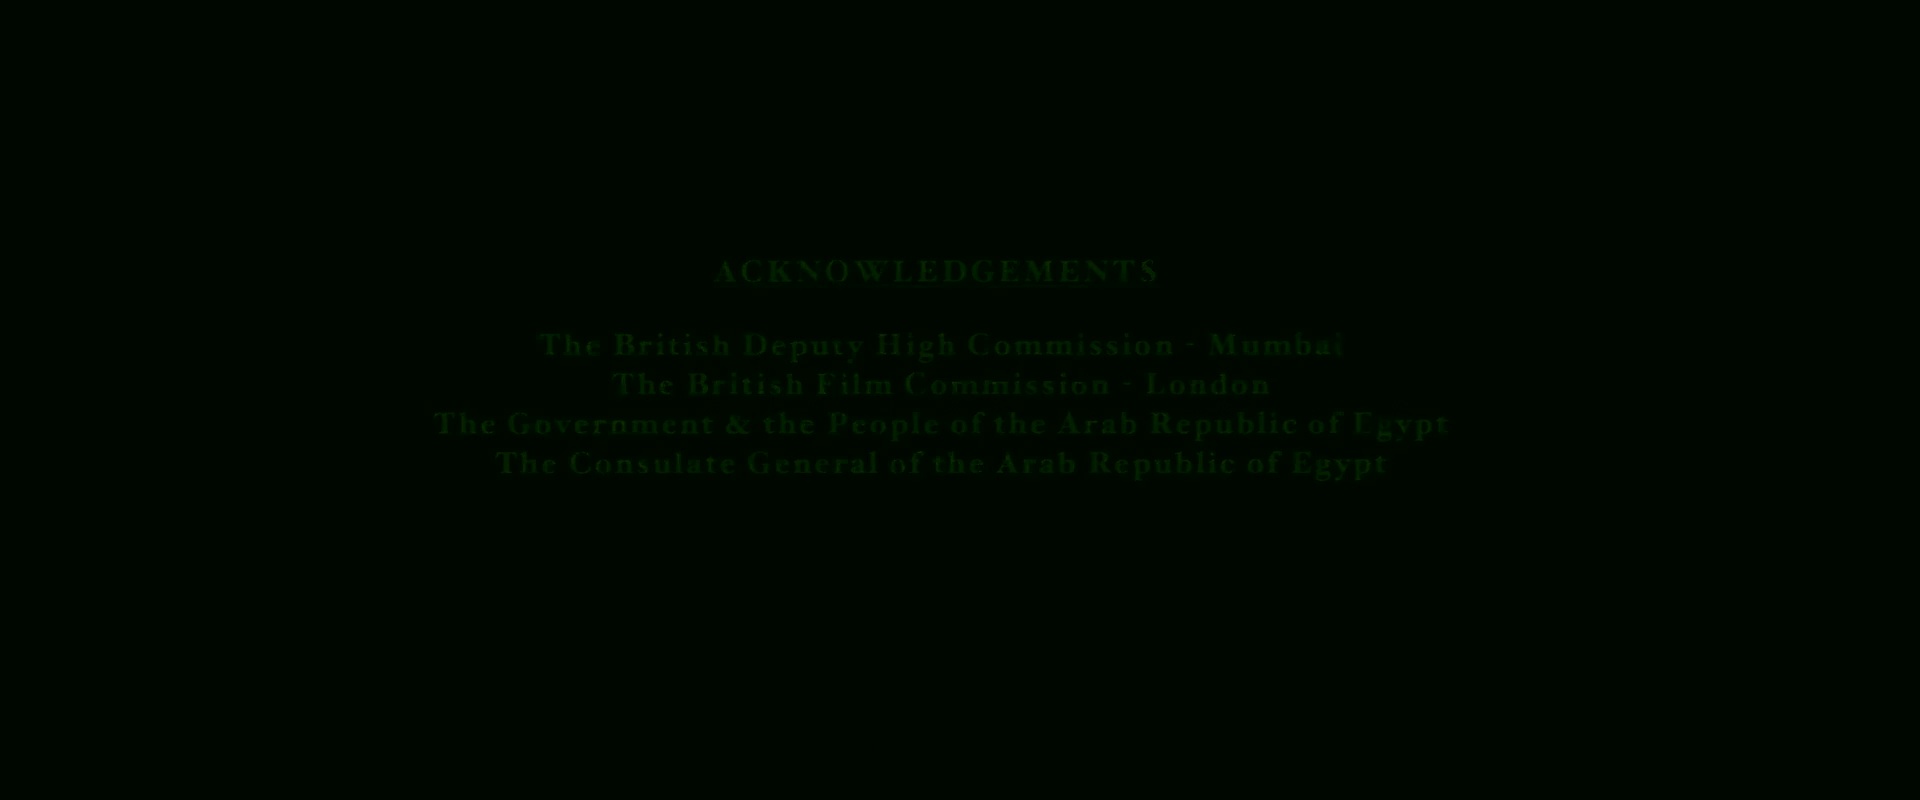 ACKNOWLEDGEMENTS
The British Deputy High Commission - Mumbai
The British Film Commission - London
The Government & the People of the Arab Republic of Egypt
The Consulate General of the Arab Republic of Egypt